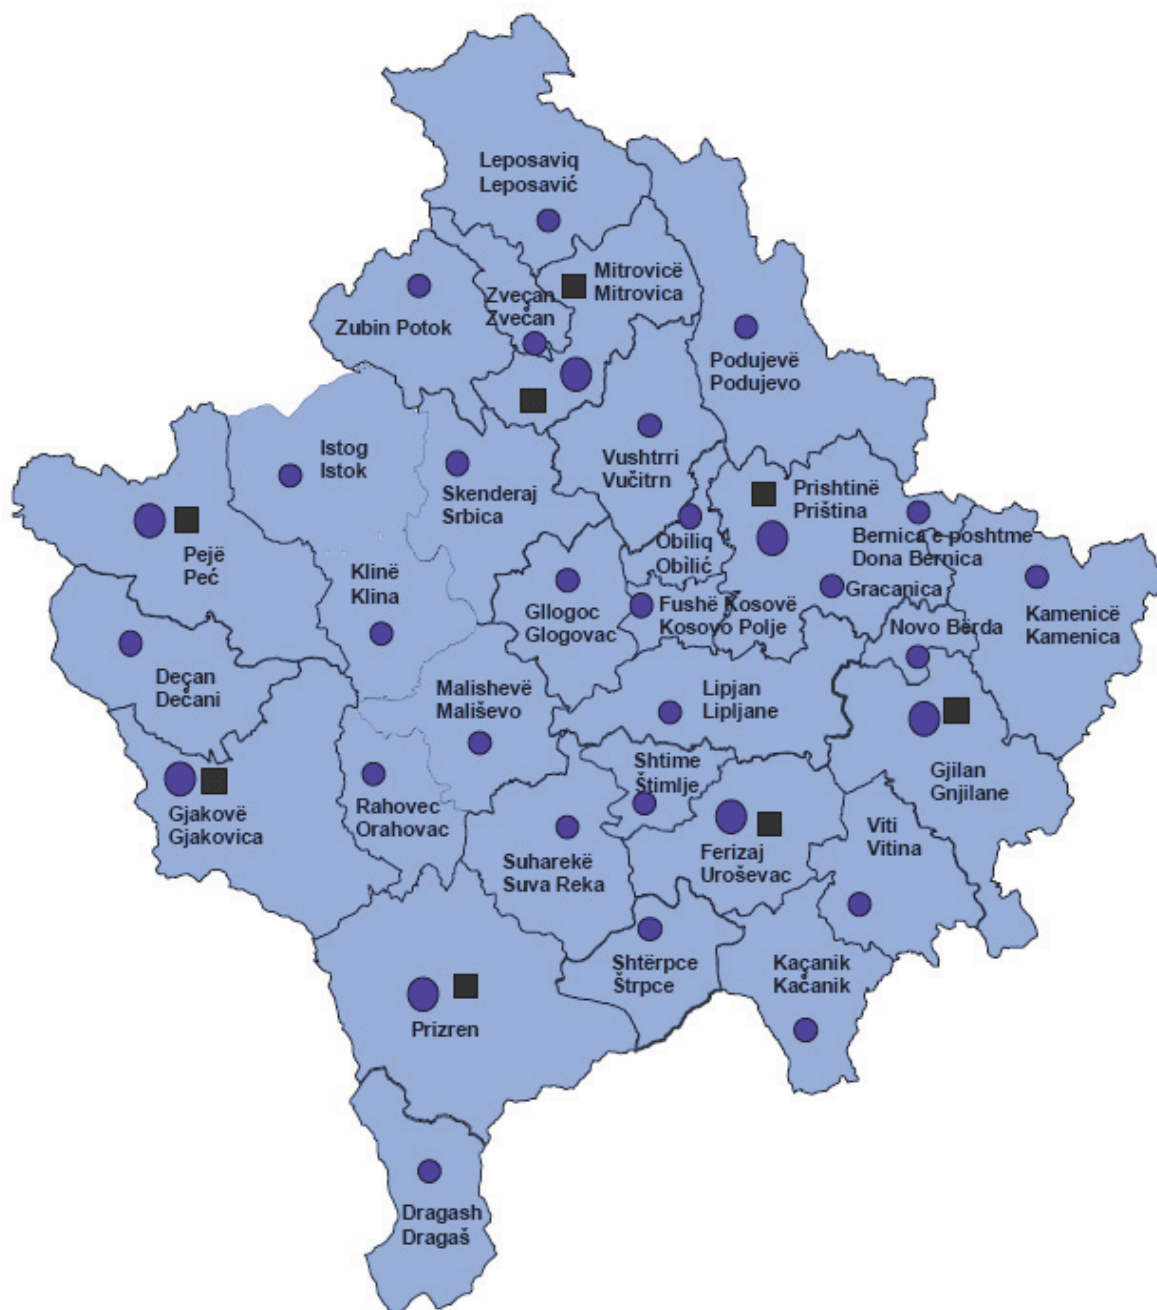 Leposaviq
Leposavić
Mitrovicë
Mitrovica
Zveçan
Zvečan
Zubin Potok
Podujevë
Podujevo
Istog
Istok
Vushtrri
Vučitrn
Skenderaj
Srbica
Prishtinë
Priština
Bernica e poshtme
Dona Bernica
Obiliq
Obilić
Pejë
Peć
Klinë
Klina
Gllogoc
Glogovac
Fushë Kosovë
Kosovo Polje
Gracanica
Kamenicë
Kamenica
Novo Bërda
Deçan
Dečani
Malishevë
Mališevo
Lipjan
Lipljane
Shtime
Štimlje
Gjilan
Gnjilane
Gjakovë
Gjakovica
Rahovec
Orahovac
Suharekë
Suva Reka
Ferizaj
Uroševac
Viti
Vitina
Shtërpce
Štrpce
Kaçanik
Kačanik
Prizren
Dragash
Dragaš